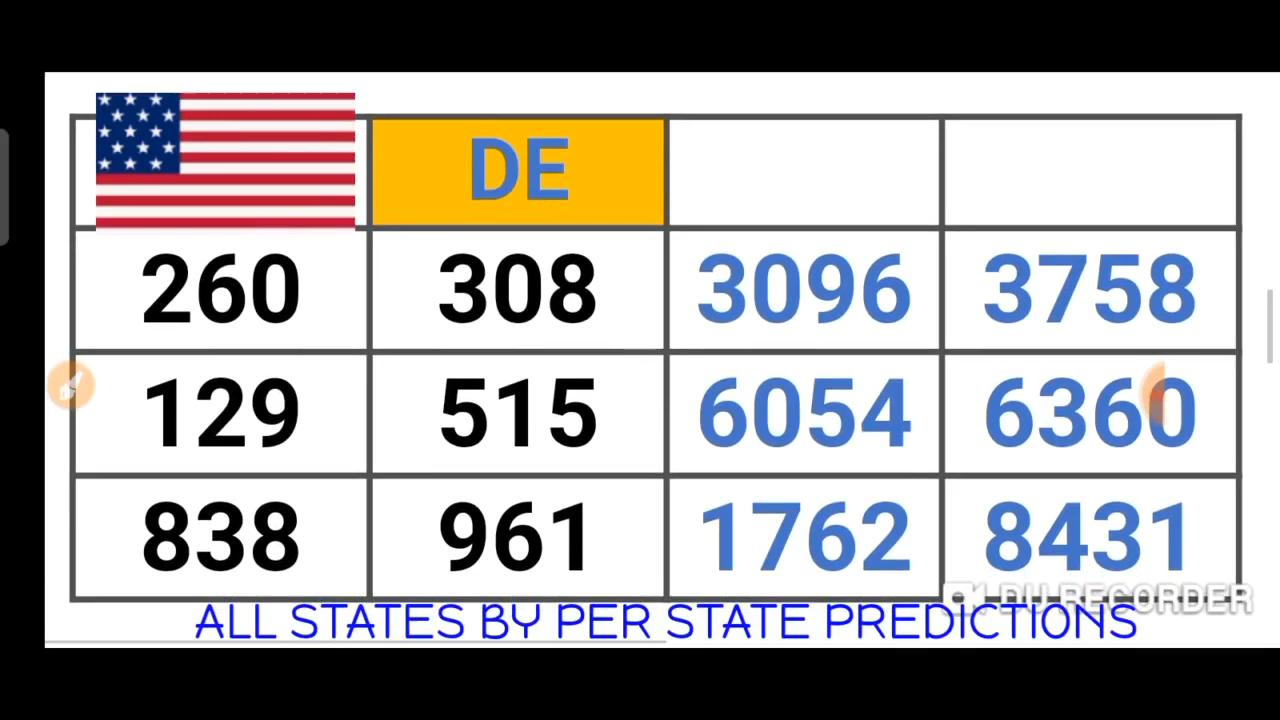 DE
260 308 3096 3758
129 515 6054 6360
838 961 1762 8431
DU RECORDER
ALL STATES BY PER STATE PREDICTIONS